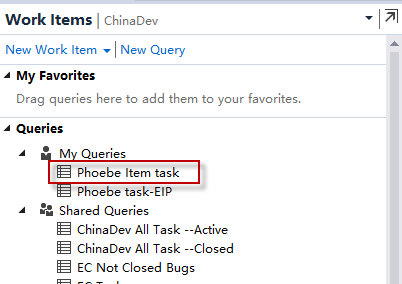 Work Items | ChinaDev
New Work Item New Query
My Favorites
Drag queries here to add them to your favorites.
Queries
My Queries
Phoebe Item task
Phoebe task-EIP
Shared Queries
ChinaDev All Task --Active
ChinaDev All Task --Closed
EC Not Closed Bugs